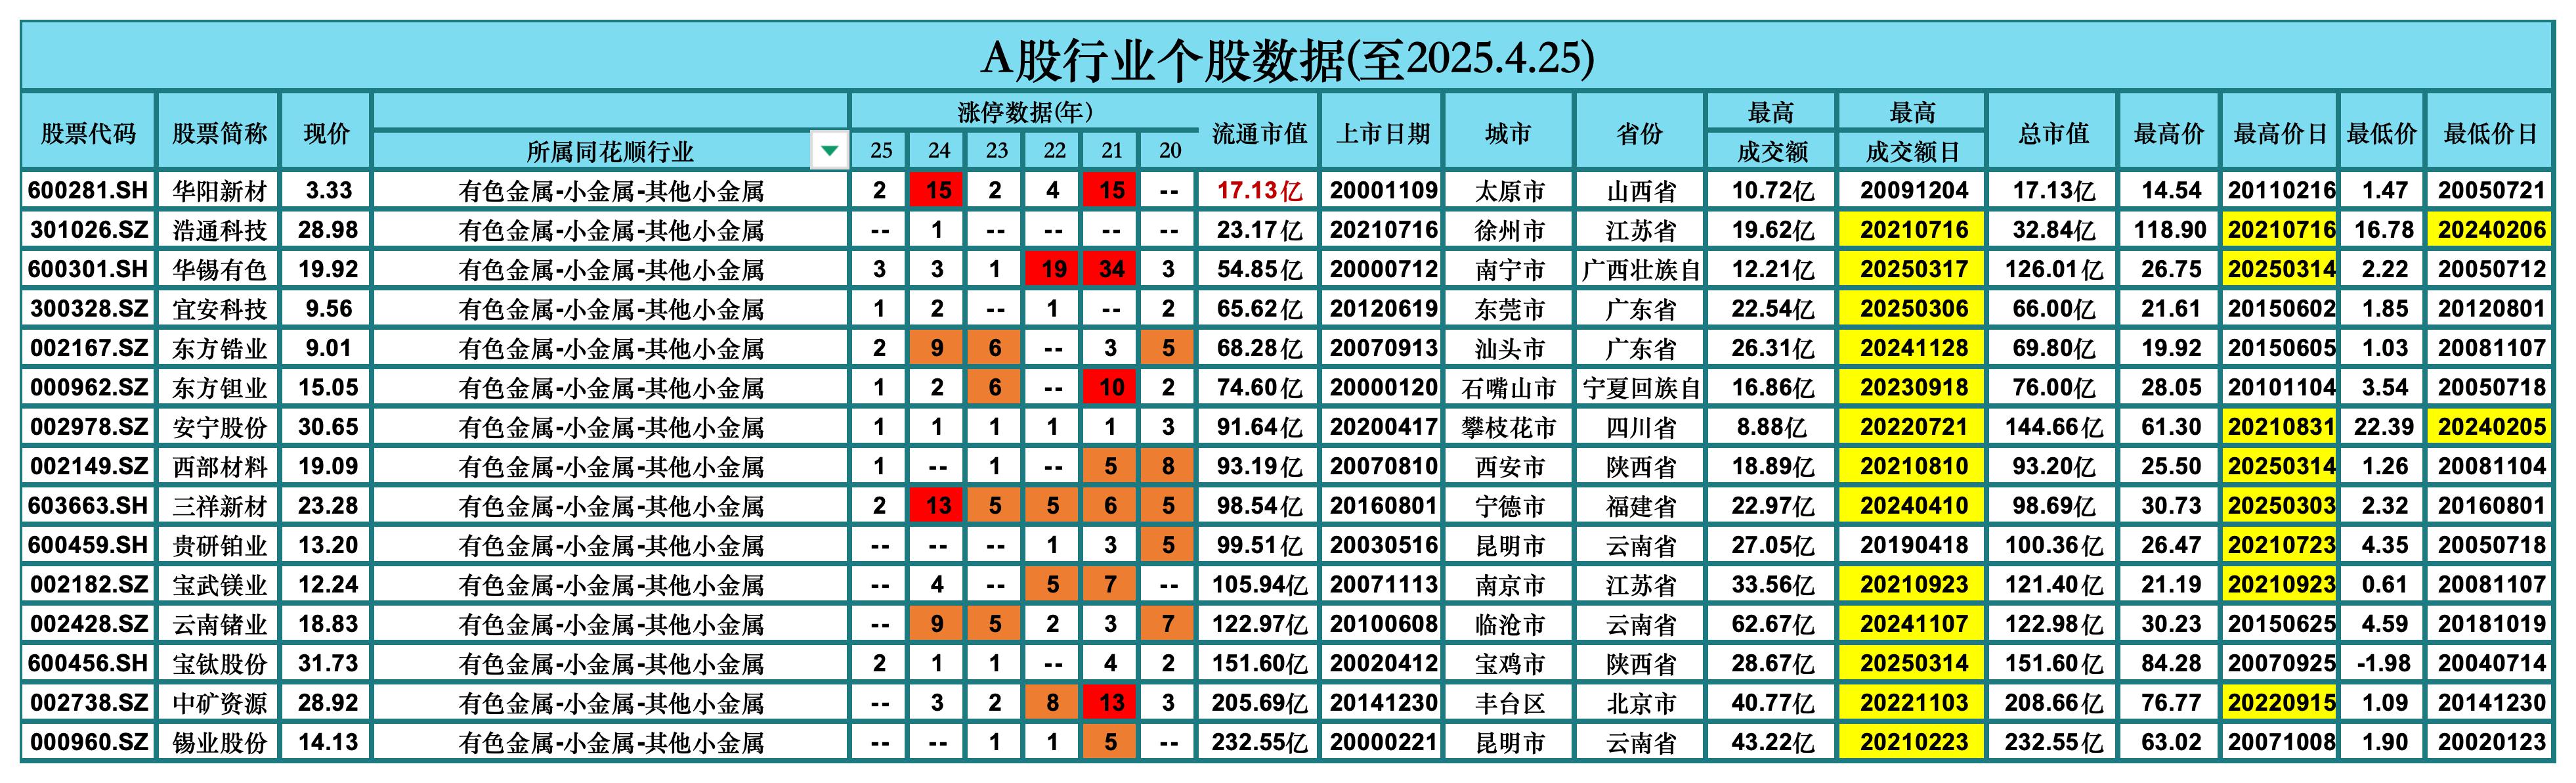 A股行业个股数据(至2025.4.25)
股票代码 股票简称 现价 所属同花顺行业 涨停数据(年) 流通市值 上市日期 城市 省份 最高 最高 总市值 最高价 最高价日 最低价 最低价日
25 24 23 22 21 20 成交额 成交额日
600281.SH 华阳新材 3.33 有色金属-小金属-其他小金属 2 15 2 4 15 -- 17.13亿 20001109 太原市 山西省 10.72亿 20091204 17.13亿 14.54 20110216 1.47 20050721
301026.SZ 浩通科技 28.98 有色金属-小金属-其他小金属 -- 1 -- -- -- -- 23.17亿 20210716 徐州市 江苏省 19.62亿 20210716 32.84亿 118.90 20210716 16.78 20240206
600301.SH 华锡有色 19.92 有色金属-小金属-其他小金属 3 3 1 19 34 3 54.85亿 20000712 南宁市 广西壮族自 12.21亿 20250317 126.01亿 26.75 20250314 2.22 20050712
300328.SZ 宜安科技 9.56 有色金属-小金属-其他小金属 1 2 -- 1 -- 2 65.62亿 20120619 东莞市 广东省 22.54亿 20250306 66.00亿 21.61 20150602 1.85 20120801
002167.SZ 东方锆业 9.01 有色金属-小金属-其他小金属 2 9 6 -- 3 5 68.28亿 20070913 汕头市 广东省 26.31亿 20241128 69.80亿 19.92 20150605 1.03 20081107
000962.SZ 东方钽业 15.05 有色金属-小金属-其他小金属 1 2 6 -- 10 2 74.60亿 20000120 石嘴山市 宁夏回族自 16.86亿 20230918 76.00亿 28.05 20101104 3.54 20050718
002978.SZ 安宁股份 30.65 有色金属-小金属-其他小金属 1 1 1 1 1 3 91.64亿 20200417 攀枝花市 四川省 8.88亿 20220721 144.66亿 61.30 20210831 22.39 20240205
002149.SZ 西部材料 19.09 有色金属-小金属-其他小金属 1 -- 1 -- 5 8 93.19亿 20070810 西安市 陕西省 18.89亿 20210810 93.20亿 25.50 20250314 1.26 20081104
603663.SH 三祥新材 23.28 有色金属-小金属-其他小金属 2 13 5 5 6 5 98.54亿 20160801 宁德市 福建省 22.97亿 20240410 98.69亿 30.73 20250303 2.32 20160801
600459.SH 贵研铂业 13.20 有色金属-小金属-其他小金属 -- -- -- 1 3 5 99.51亿 20030516 昆明市 云南省 27.05亿 20190418 100.36亿 26.47 20210723 4.35 20050718
002182.SZ 宝武镁业 12.24 有色金属-小金属-其他小金属 -- 4 -- 5 7 -- 105.94亿 20071113 南京市 江苏省 33.56亿 20210923 121.40亿 21.19 20210923 0.61 20081107
002428.SZ 云南锗业 18.83 有色金属-小金属-其他小金属 -- 9 5 2 3 7 122.97亿 20100608 临沧市 云南省 62.67亿 20241107 122.98亿 30.23 20150625 4.59 20181019
600456.SH 宝钛股份 31.73 有色金属-小金属-其他小金属 2 1 1 -- 4 2 151.60亿 20020412 宝鸡市 陕西省 28.67亿 20250314 151.60亿 84.28 20070925 -1.98 20040714
002738.SZ 中矿资源 28.92 有色金属-小金属-其他小金属 -- 3 2 8 13 3 205.69亿 20141230 丰台区 北京市 40.77亿 20221103 208.66亿 76.77 20220915 1.09 20141230
000960.SZ 锡业股份 14.13 有色金属-小金属-其他小金属 -- -- 1 1 5 -- 232.55亿 20000221 昆明市 云南省 43.22亿 20210223 232.55亿 63.02 20071008 1.90 20020123